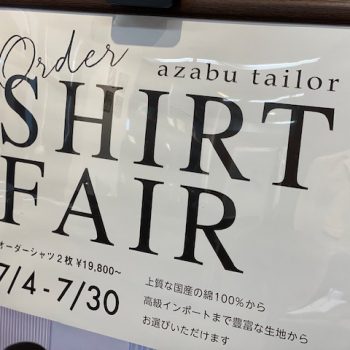 Order
azabu tailor
SHIRT
FAIR
オーダーシャツ2枚 ¥19,800~
7/4-7/30
上質な国産の綿100%から
高級インポートまで豊富な生地から
お選びいただけます